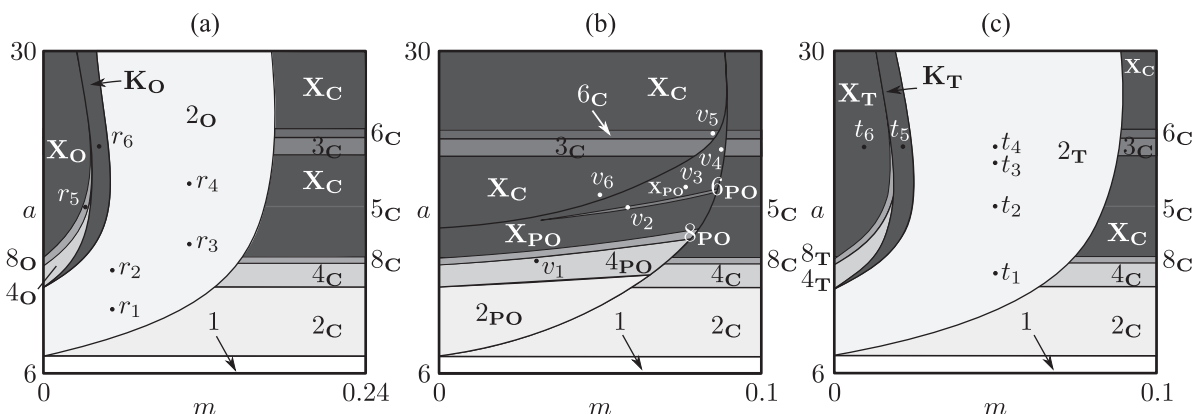 (a) (b) (c)
30 30 30
K_O K_T
X_C 6_C X_C X_C
X_T
2_O v_5
r_6 6_C t_6 t_5 t_4 6_C
X_O 3_C 3_C v_4 t_3 2_T 3_C
r_4 X_C X_C v_6 X_PO v_3 6_PO
r_5
a 5_C a v_2 5_C a t_2
r_3 X_PO 8_PO X_C
8_O r_2 8_C v_1 4_PO 8_C 8_T t_1 8_C
4_O 4_C 4_C 4_T 4_C
r_1 1 2_C 2_PO 1 2_C 1 2_C
6 6 6
0 0.24 0 0.1 0 0.1
m m m